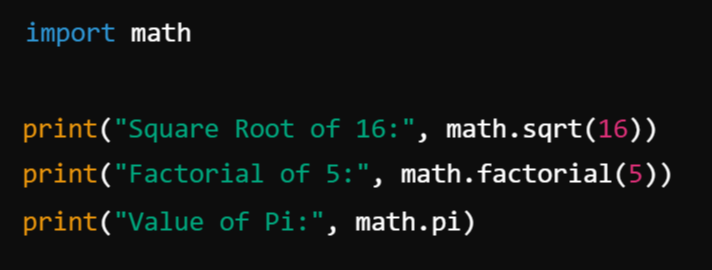 import math
print("Square Root of 16:", math.sqrt(16))
print("Factorial of 5:", math.factorial(5))
print("Value of Pi:", math.pi)